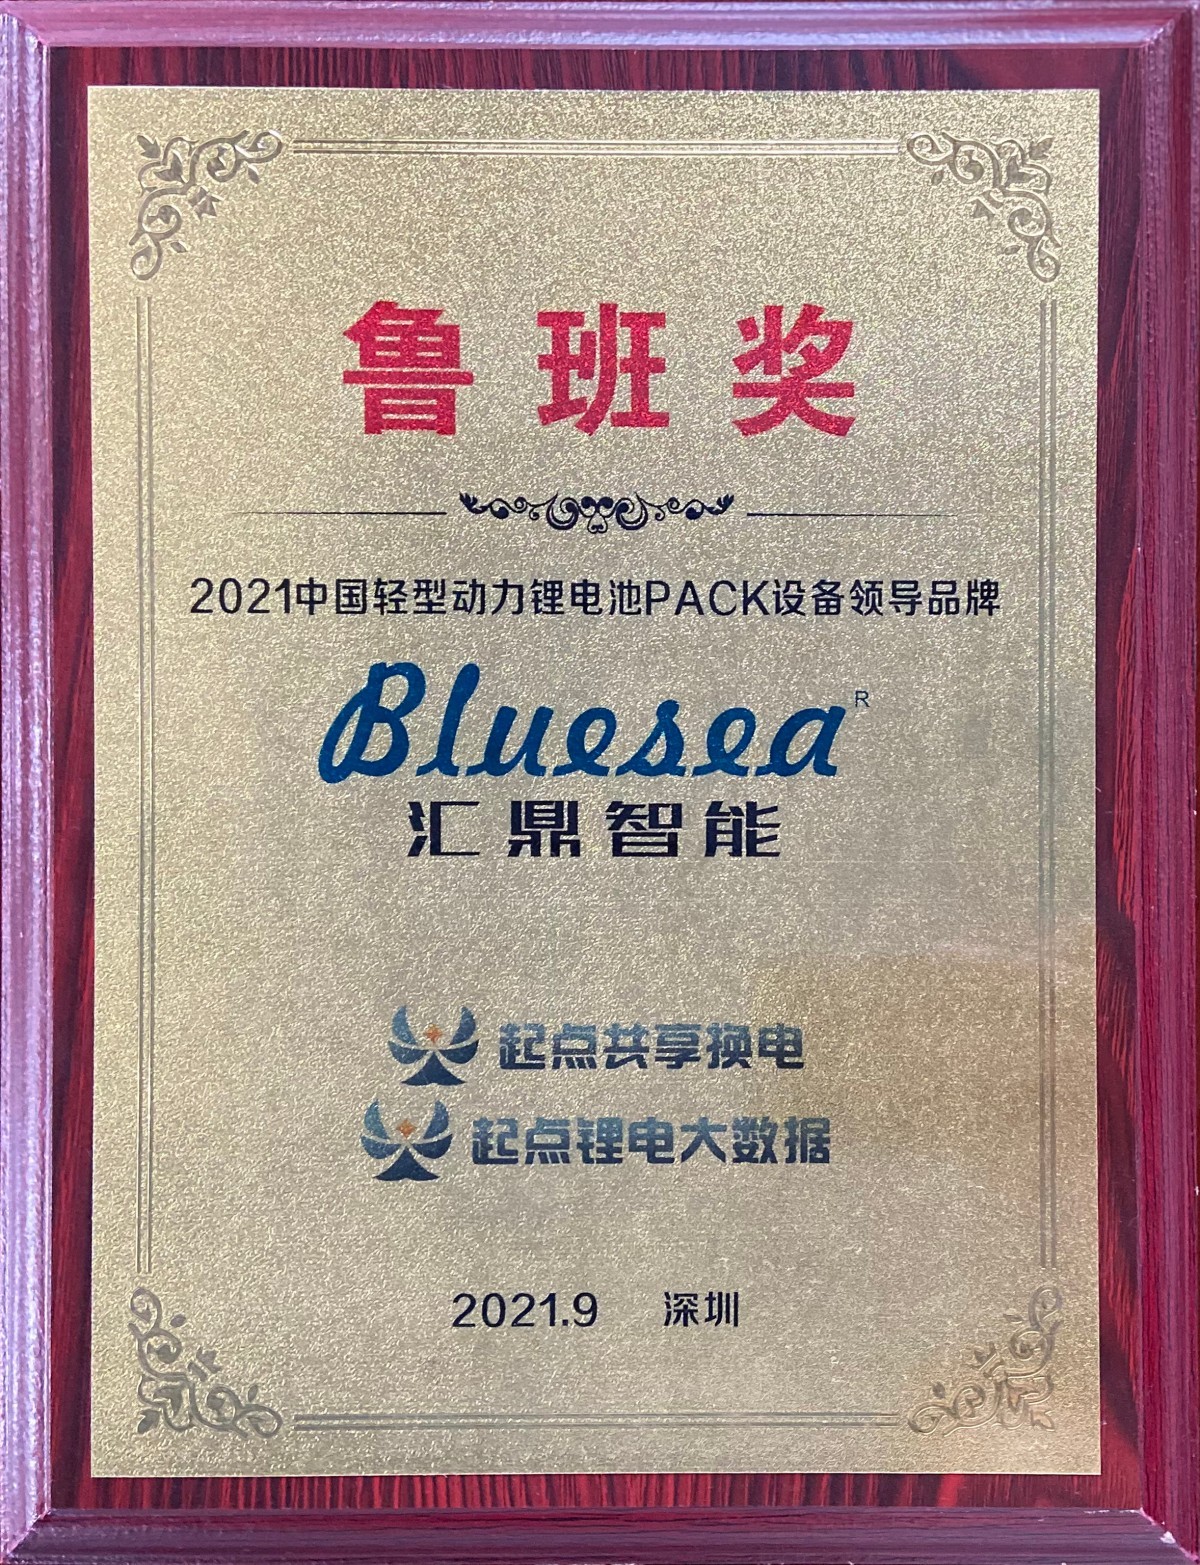 鲁班奖
2021中国轻型动力锂电池PACK设备领导品牌
Bluesea R
汇鼎智能
起点共享换电
起点锂电大数据
2021.9 深圳